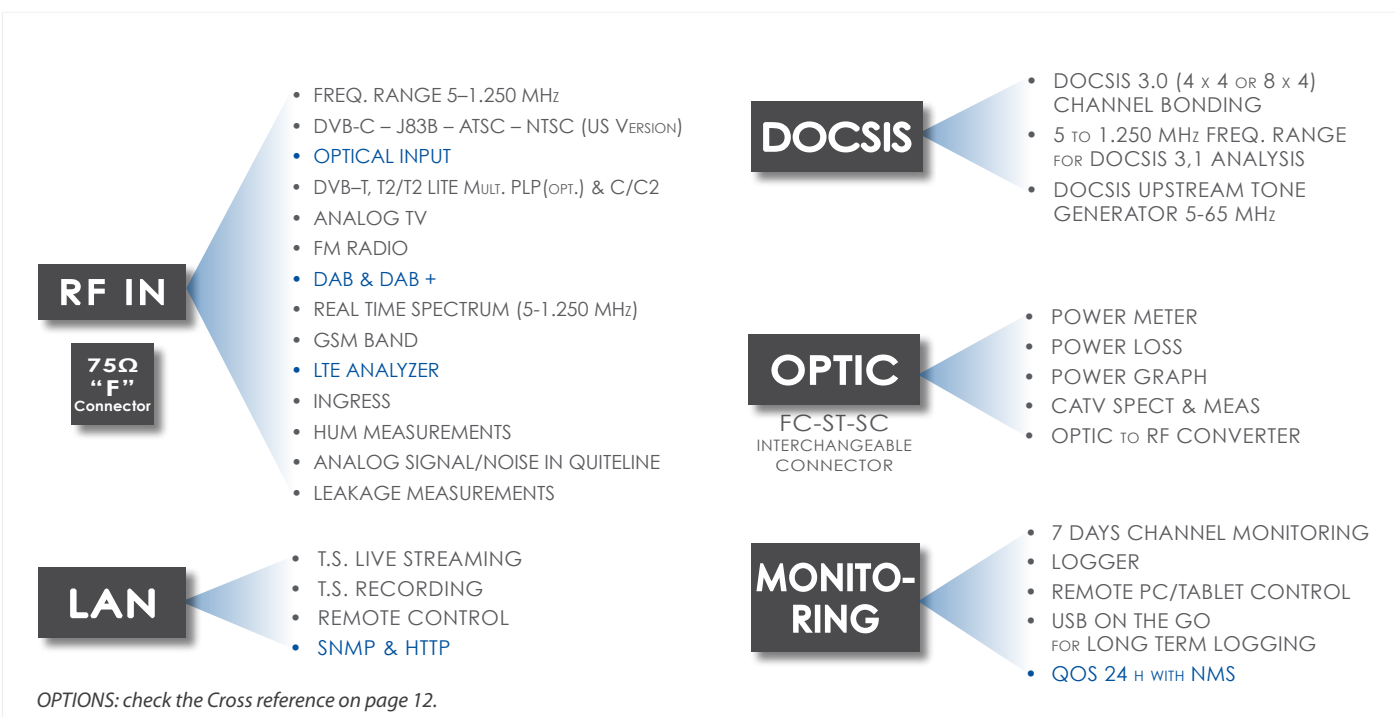 RF IN
75Ω
“F”
Connector
• FREQ. RANGE 5–1.250 MHz
• DVB-C – J83B – ATSC – NTSC (US Version)
• OPTICAL INPUT
• DVB–T, T2/T2 LITE Mult. PLP(opt.) & C/C2
• ANALOG TV
• FM RADIO
• DAB & DAB +
• REAL TIME SPECTRUM (5-1.250 MHz)
• GSM BAND
• LTE ANALYZER
• INGRESS
• HUM MEASUREMENTS
• ANALOG SIGNAL/NOISE IN QUITELINE
• LEAKAGE MEASUREMENTS
LAN
• T.S. LIVE STREAMING
• T.S. RECORDING
• REMOTE CONTROL
• SNMP & HTTP
DOCSIS
• DOCSIS 3.0 (4 x 4 or 8 x 4)
CHANNEL BONDING
• 5 to 1.250 MHz FREQ. RANGE
for DOCSIS 3,1 ANALYSIS
• DOCSIS UPSTREAM TONE
GENERATOR 5-65 MHz
OPTIC
FC-ST-SC
INTERCHANGEABLE
CONNECTOR
• POWER METER
• POWER LOSS
• POWER GRAPH
• CATV SPECT & MEAS
• OPTIC to RF CONVERTER
MONITO-
RING
• 7 DAYS CHANNEL MONITORING
• LOGGER
• REMOTE PC/TABLET CONTROL
• USB ON THE GO
for LONG TERM LOGGING
• QOS 24 h with NMS
OPTIONS: check the Cross reference on page 12.